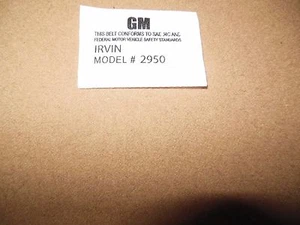 GM
THIS BELT CONFORMS TO SAE J4C AND
FEDERAL MOTOR VEHICLE SAFETY STANDARDS
IRVIN
MODEL # 2950